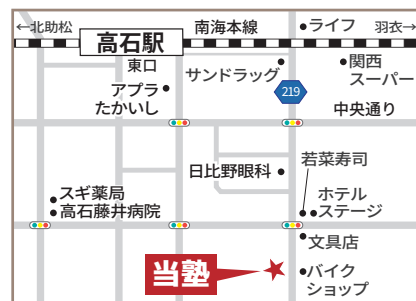 ←北助松
南海本線
ライフ
羽衣→
高石駅
東口
サンドラッグ
関西
スーパー
アプラ
たかいし
219
中央通り
若菜寿司
日比野眼科
スギ薬局
高石藤井病院
ホテル
ステージ
文具店
当塾
バイク
ショップ